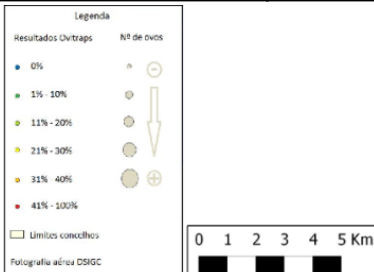 Legenda
Resultados Ovitraps Nº de ovos
0%
1% - 10%
11% - 20%
21% - 30%
31% - 40%
41% - 100%
Limites concelhos
Fotografia aérea DSIGC
0 1 2 3 4 5 Km